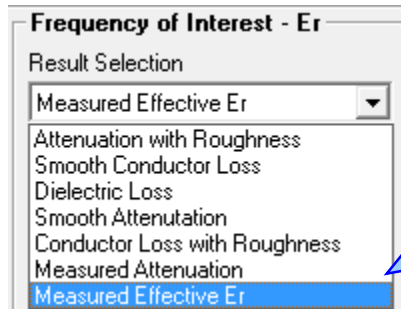 Frequency of Interest - Er
Result Selection
Measured Effective Er
Attenuation with Roughness
Smooth Conductor Loss
Dielectric Loss
Smooth Attenutation
Conductor Loss with Roughness
Measured Attenuation
Measured Effective Er